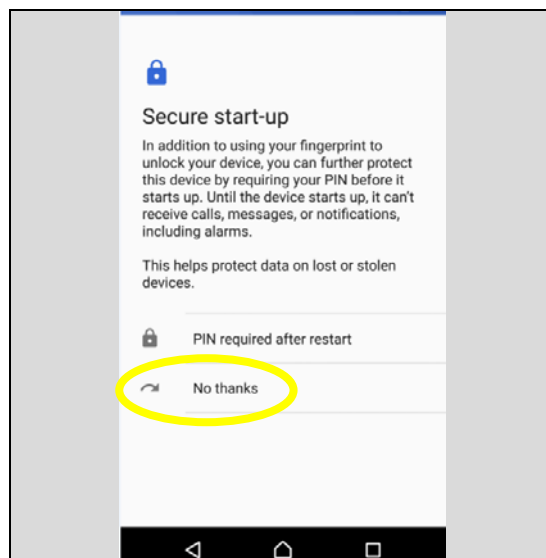 Secure start-up
In addition to using your fingerprint to
unlock your device, you can further protect
this device by requiring your PIN before it
starts up. Until the device starts up, it can't
receive calls, messages, or notifications,
including alarms.
This helps protect data on lost or stolen
devices.
PIN required after restart
No thanks